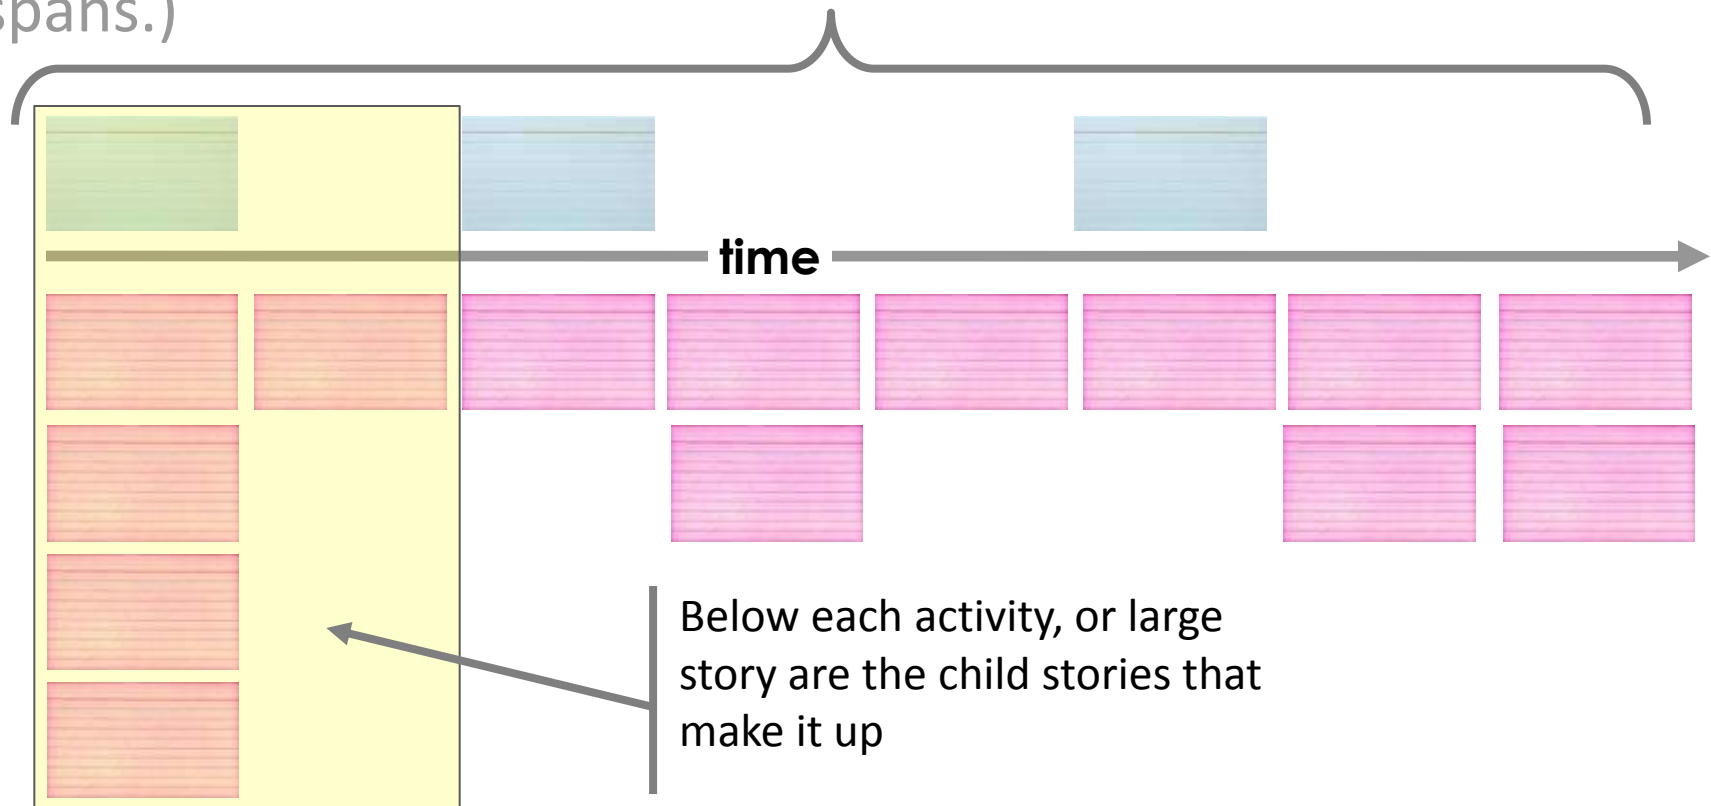 spans.)
time
Below each activity, or large
story are the child stories that
make it up